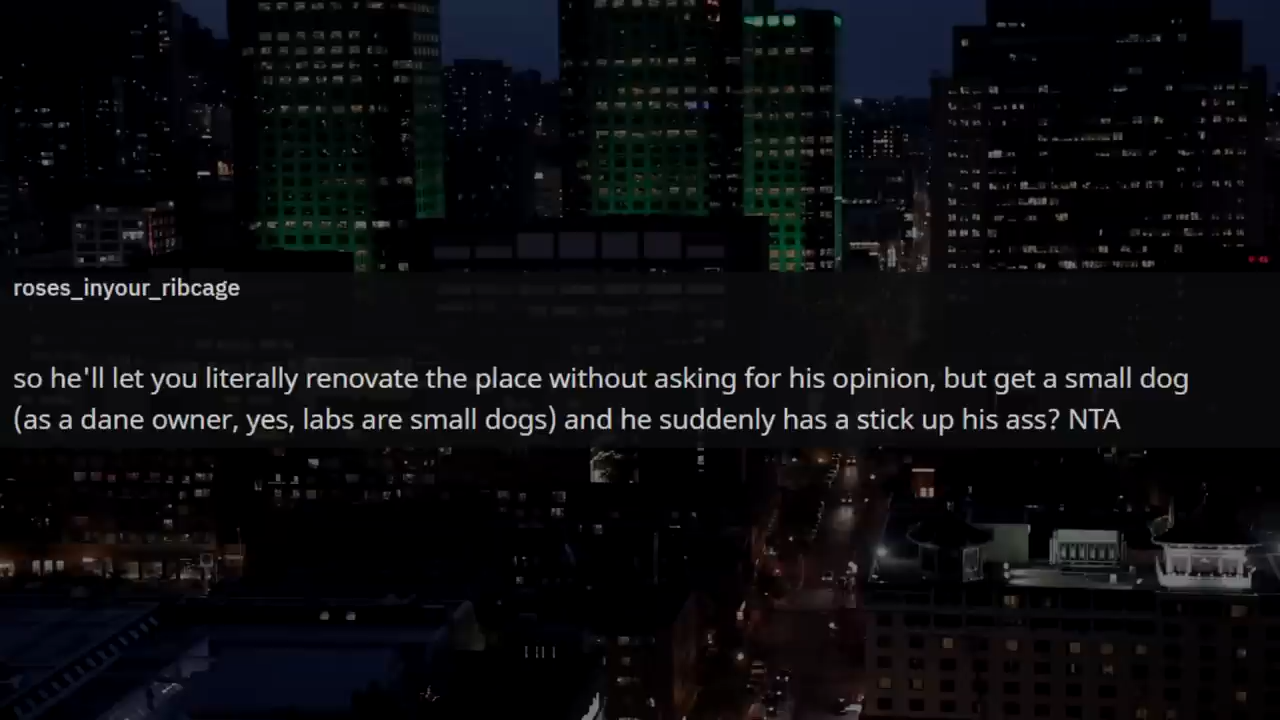 roses_inyour_ribcage
so he'll let you literally renovate the place without asking for his opinion, but get a small dog
(as a dane owner, yes, labs are small dogs) and he suddenly has a stick up his ass? NTA